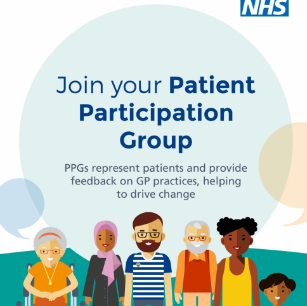 NHS
Join your Patient
Participation
Group
PPGs represent patients and provide
feedback on GP practices, helping
to drive change